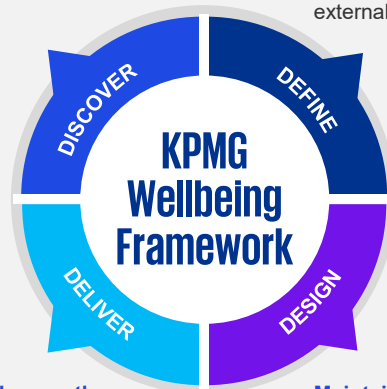 external
DISCOVER
DEFINE
KPMG
Wellbeing
Framework
DELIVER
DESIGN